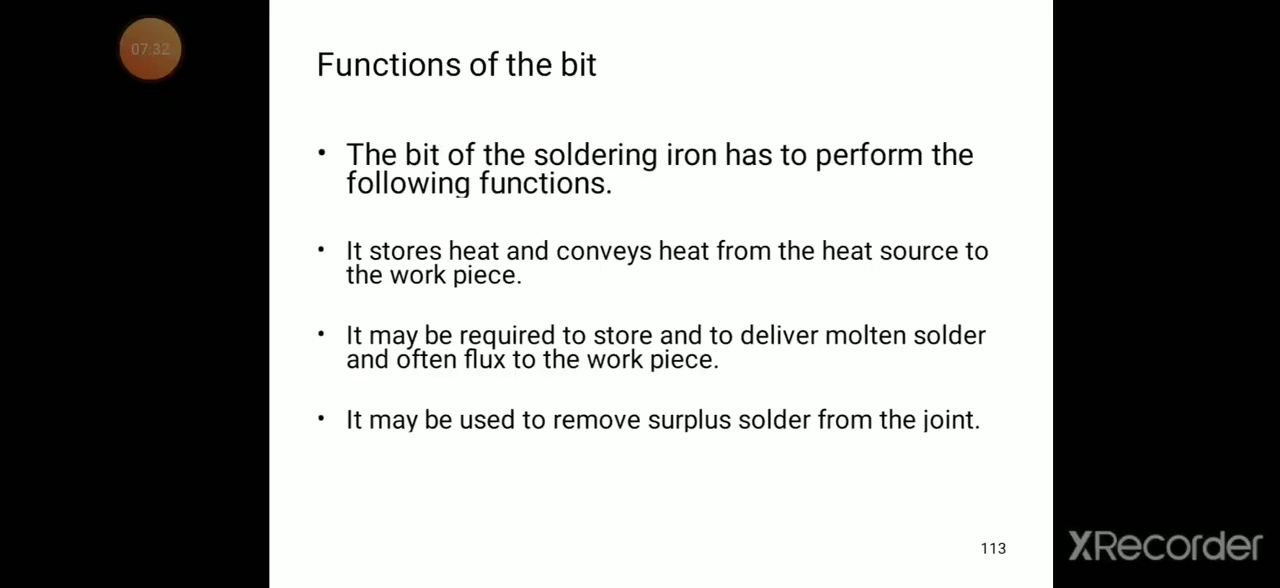 07:32
Functions of the bit
• The bit of the soldering iron has to perform the
following functions.
• It stores heat and conveys heat from the heat source to
the work piece.
• It may be required to store and to deliver molten solder
and often flux to the work piece.
• It may be used to remove surplus solder from the joint.
113
XRecorder